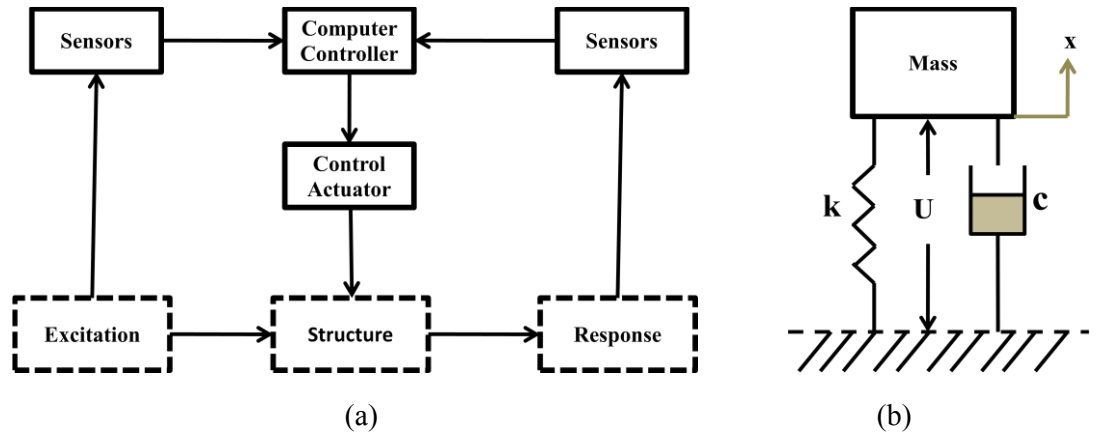 Sensors
Computer
Controller
Sensors
Control
Actuator
Excitation
Structure
Response
(a)
x
Mass
k
U
c
(b)